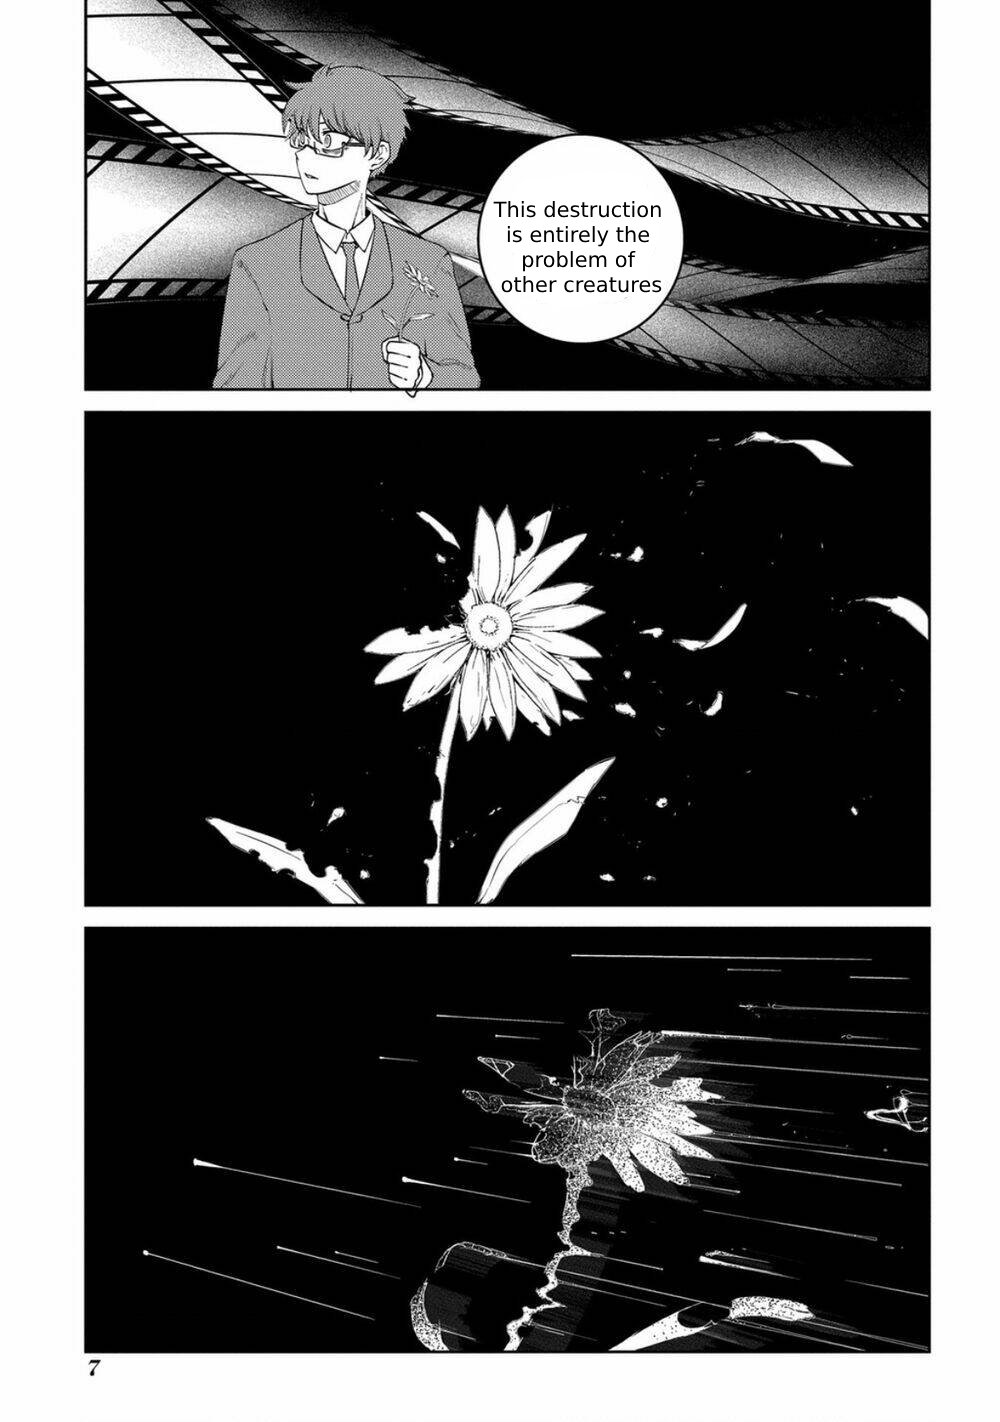 This destruction
is entirely the
problem of
other creatures
7